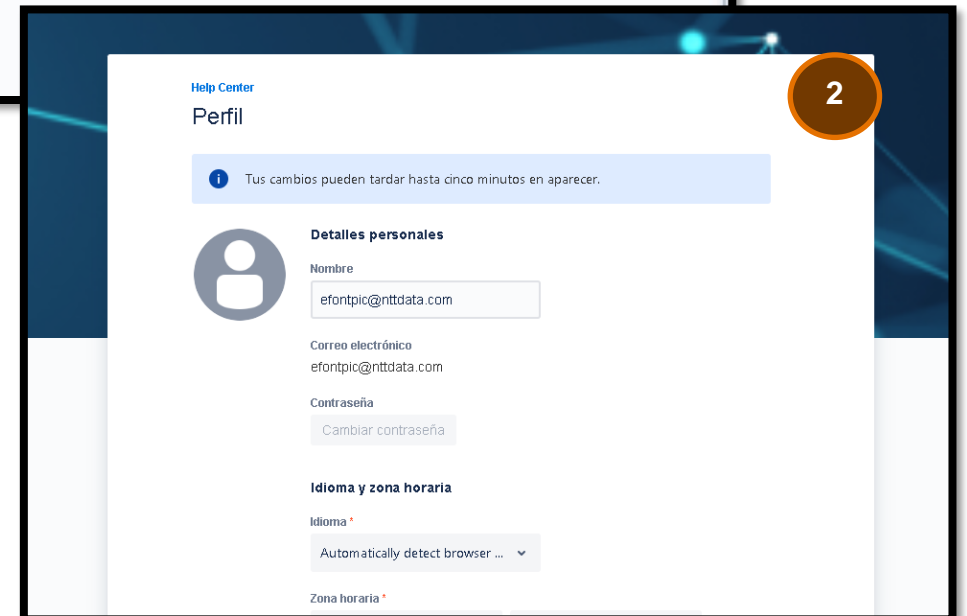 Help Center
2
Perfil
Tus cambios pueden tardar hasta cinco minutos en aparecer.
Detalles personales
Nombre
efontpic@nttdata.com
Correo electrónico
efontpic@nttdata.com
Contraseña
Cambiar contraseña
Idioma y zona horaria
Idioma *
Automatically detect browser ...
Zona horaria *